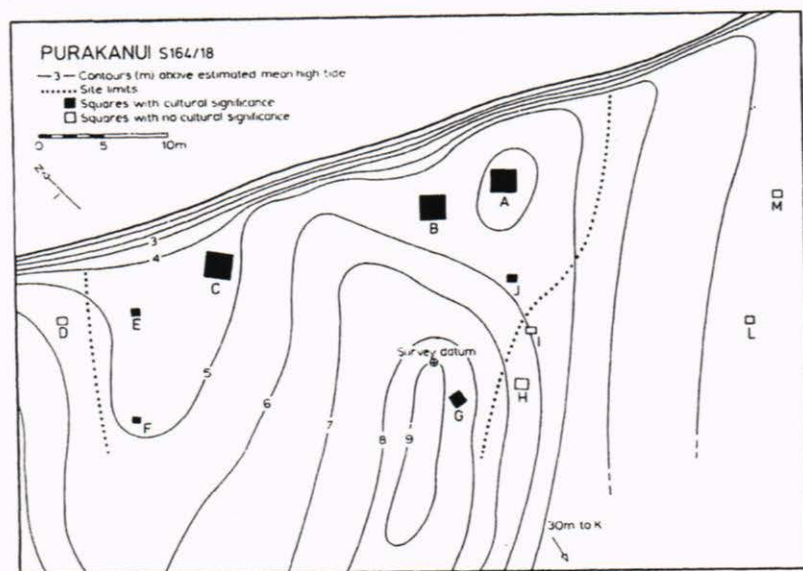 PURAKANUI S164/18
—3— Contours (m) above estimated mean high tide
Site limits
Squares with cultural significance
Squares with no cultural significance
0 5 10m
N
A
B
M
3
4
C
J
D
E
I
L
Survey datum
5
H
6
G
F
7
8
9
30m to K